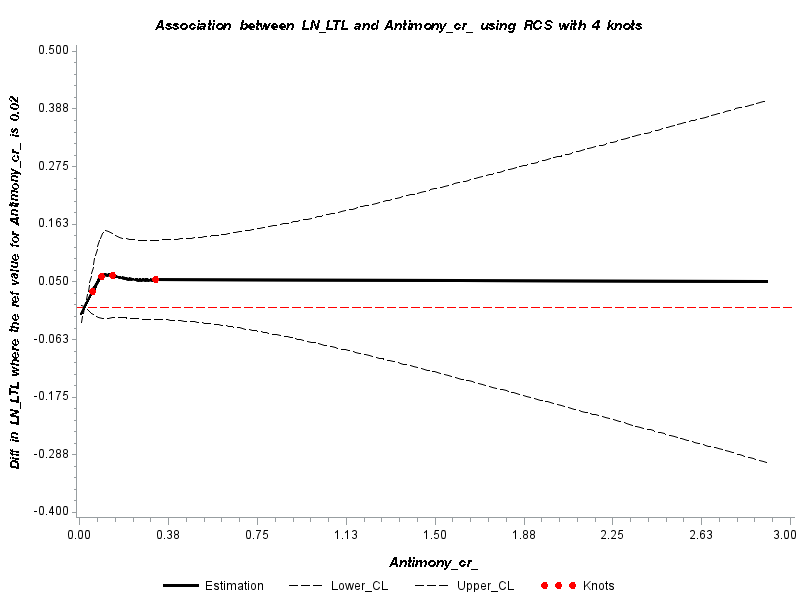 Association between LN_LTL and Antimony_cr_ using RCS with 4 knots
Diff in LN_LTL where the ref value for Antimony_cr_ is 0.02
0.500
0.388
0.275
0.163
0.050
-0.063
-0.175
-0.288
-0.400
0.00 0.38 0.75 1.13 1.50 1.88 2.25 2.63 3.00
Antimony_cr_
Estimation Lower_CL Upper_CL Knots